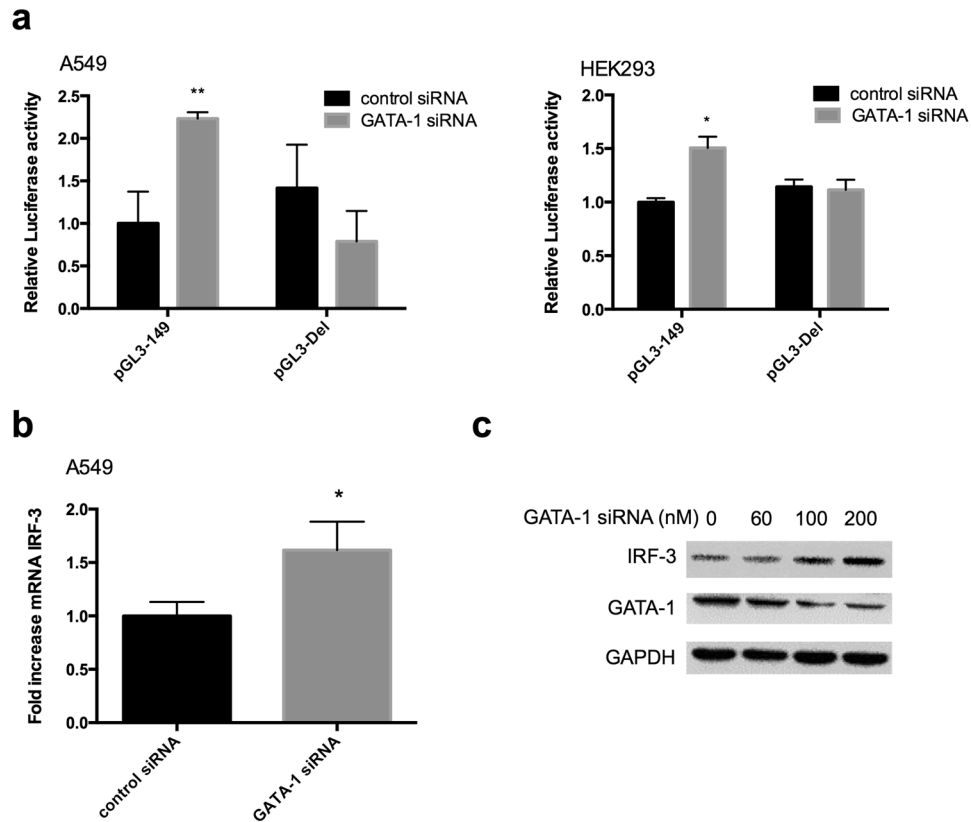 a
A549
control siRNA
GATA-1 siRNA
Relative Luciferase activity
2.5
2.0
1.5
1.0
0.5
0.0
**
pGL3-149
pGL3-Del
HEK293
control siRNA
GATA-1 siRNA
Relative Luciferase activity
2.0
1.5
1.0
0.5
0.0
*
pGL3-149
pGL3-Del
b
A549
Fold increase mRNA IRF-3
2.0
1.5
1.0
0.5
0.0
*
control siRNA
GATA-1 siRNA
c
GATA-1 siRNA (nM) 0 60 100 200
IRF-3
GATA-1
GAPDH